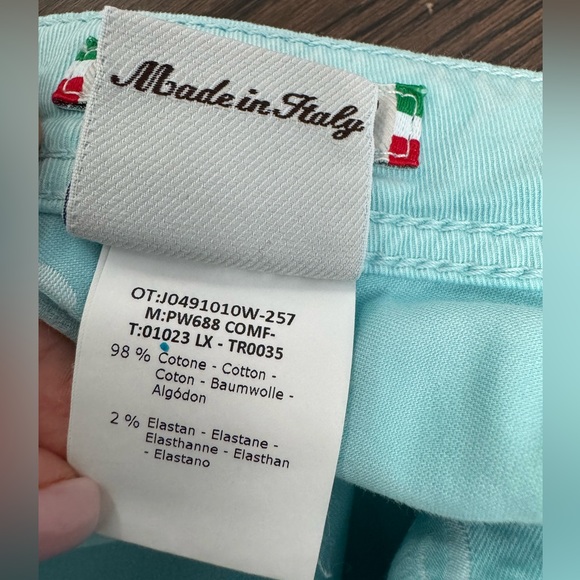 Made in Italy
OT:J0491010W-257
M:PW688 COMF-
T:01023 LX - TR0035
98 % Cotone - Cotton -
Coton - Baumwolle -
Algódon
2 % Elastan - Elastane -
Elasthanne - Elasthan
- Elastano